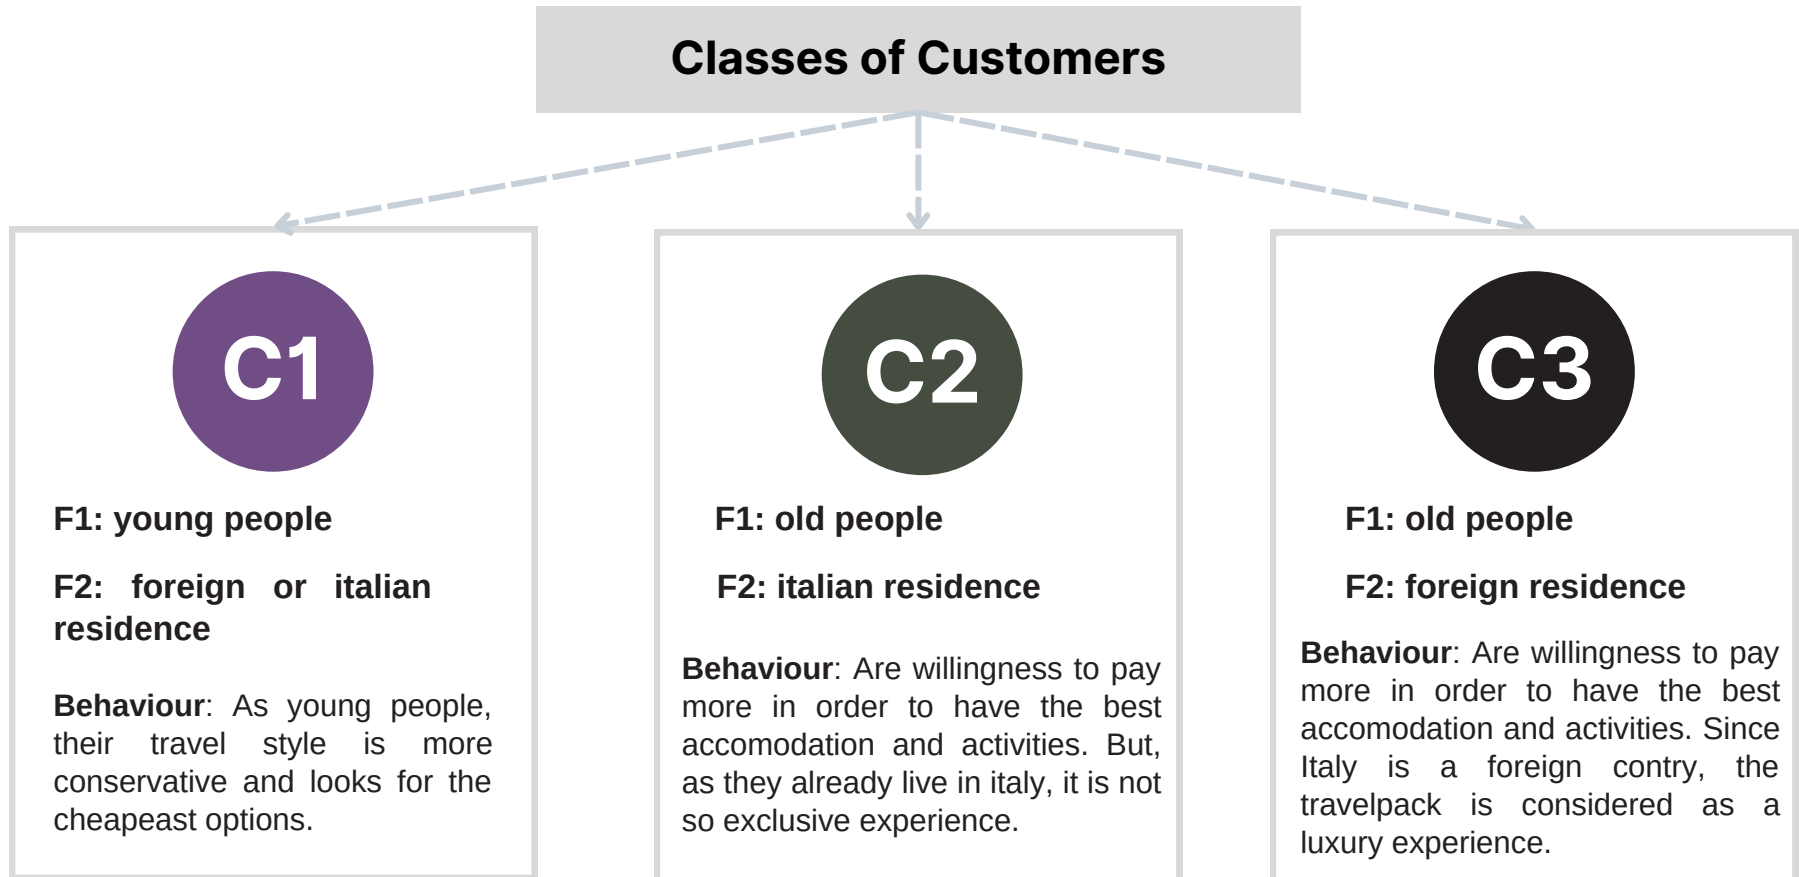 Classes of Customers
C1
F1: young people
F2: foreign or italian
residence
Behaviour: As young people,
their travel style is more
conservative and looks for the
cheapeast options.
C2
F1: old people
F2: italian residence
Behaviour: Are willingness to pay
more in order to have the best
accomodation and activities. But,
as they already live in italy, it is not
so exclusive experience.
C3
F1: old people
F2: foreign residence
Behaviour: Are willingness to pay
more in order to have the best
accomodation and activities. Since
Italy is a foreign contry, the
travelpack is considered as a
luxury experience.